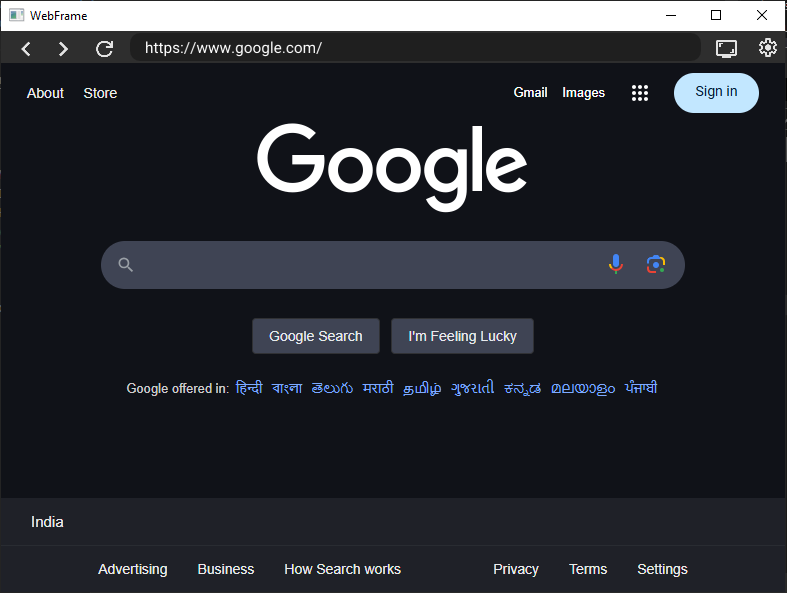 WebFrame
https://www.google.com/
About Store Gmail Images Sign in
Google
Google Search I'm Feeling Lucky
Google offered in: हिन्दी বাংলা తెలుగు मराठी தமிழ் ગુજરાતી ಕನ್ನಡ മലയാളം ਪੰਜਾਬੀ
India
Advertising Business How Search works Privacy Terms Settings